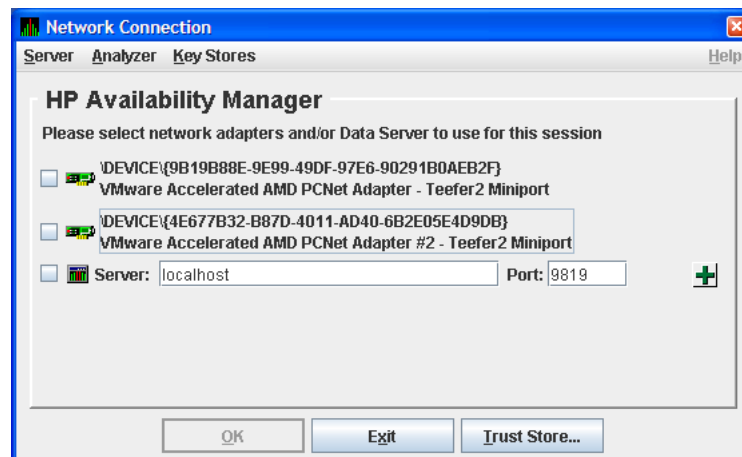 Network Connection
Server Analyzer Key Stores Help
HP Availability Manager
Please select network adapters and/or Data Server to use for this session
\DEVICE\{9B19B88E-9E99-49DF-97E6-90291B0AEB2F}
VMware Accelerated AMD PCNet Adapter - Teefer2 Miniport
\DEVICE\{4E677B32-B87D-4011-AD40-6B2E05E4D9DB}
VMware Accelerated AMD PCNet Adapter #2 - Teefer2 Miniport
Server: localhost Port: 9819
OK Exit Trust Store...